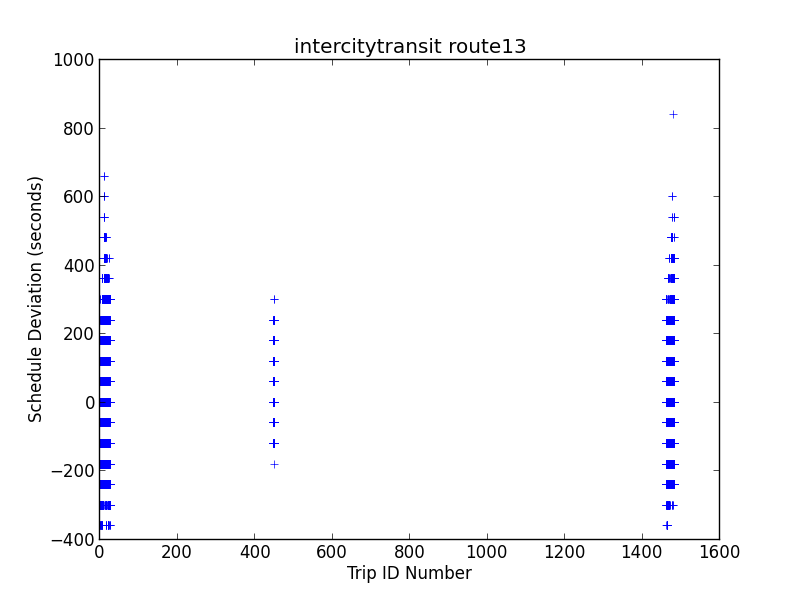 intercitytransit route13
1000
800
600
400
200
0
−200
−400
Schedule Deviation (seconds)
0 200 400 600 800 1000 1200 1400 1600
Trip ID Number